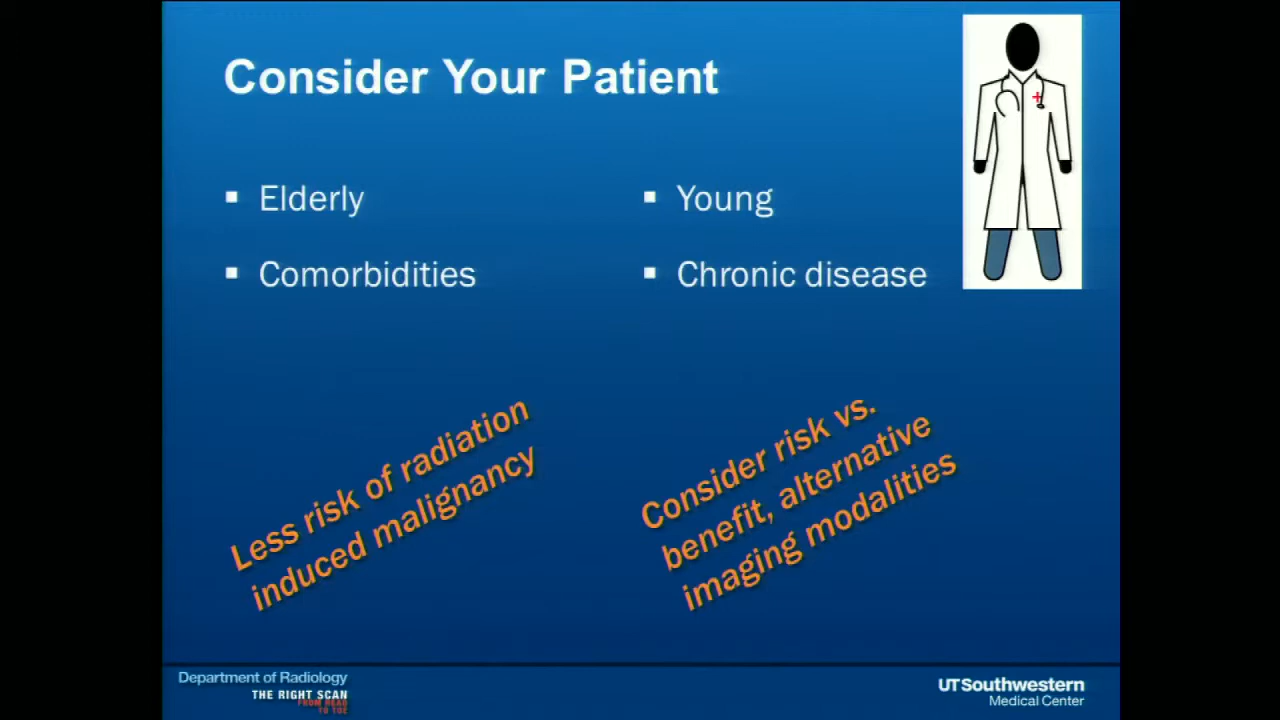 Consider Your Patient
Elderly
Comorbidities
Young
Chronic disease
Less risk of radiation
induced malignancy
Consider risk vs.
benefit, alternative
imaging modalities
Department of Radiology
THE RIGHT SCAN
FROM HEAD
TO TOE
UTSouthwestern
Medical Center